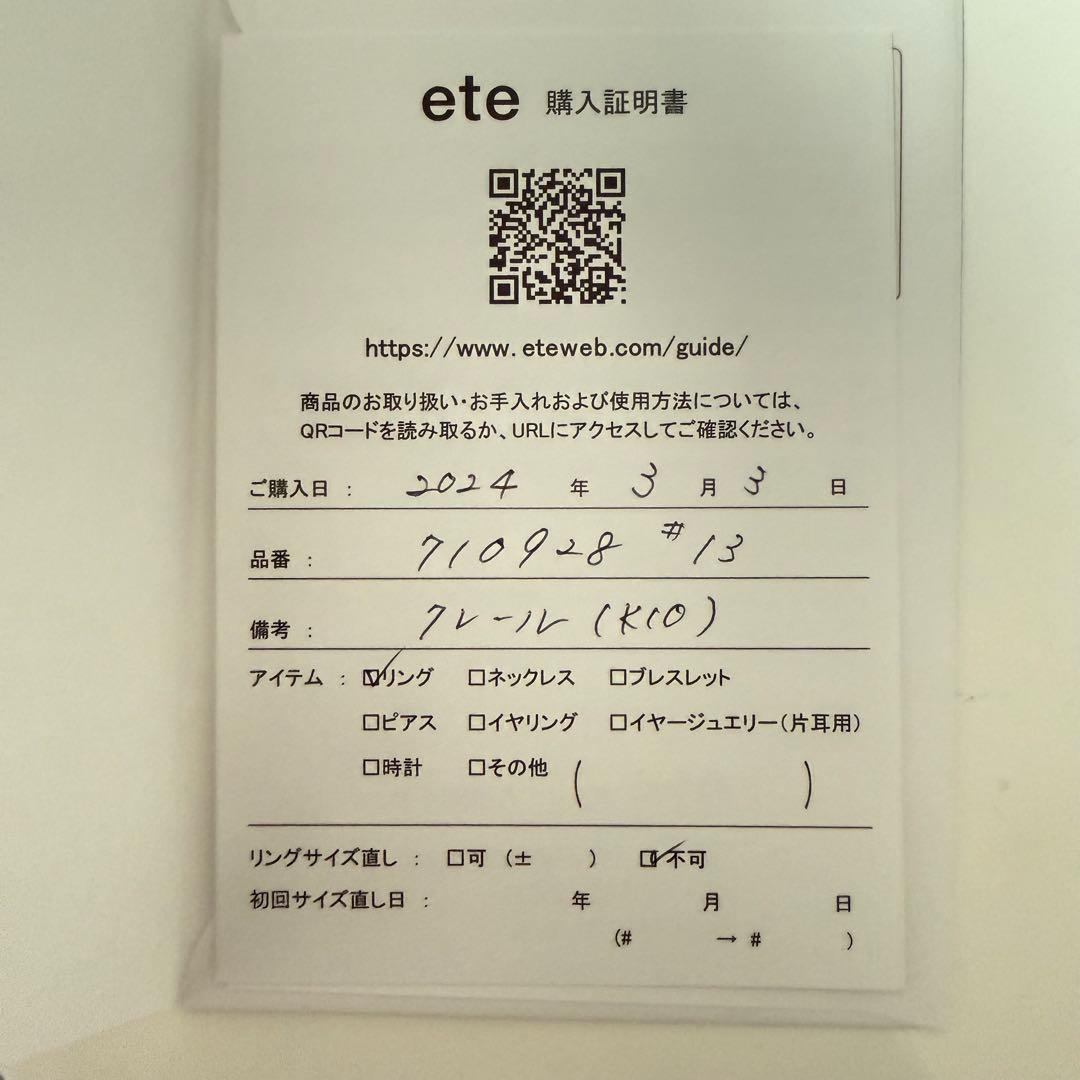 ete 購入証明書
https://www.eteweb.com/guide/
商品のお取り扱い・お手入れおよび使用方法については、
QRコードを読み取るか、URLにアクセスしてご確認ください。
ご購入日 : 2024 年 3 月 3 日
品番 : 710928 #13
備考 : クレール (K10)
アイテム : ☑リング □ネックレス □ブレスレット
□ピアス □イヤリング □イヤージュエリー(片耳用)
□時計 □その他 ( )
リングサイズ直し : □可 (± ) ☑不可
初回サイズ直し日 : 年 月 日
(# → # )